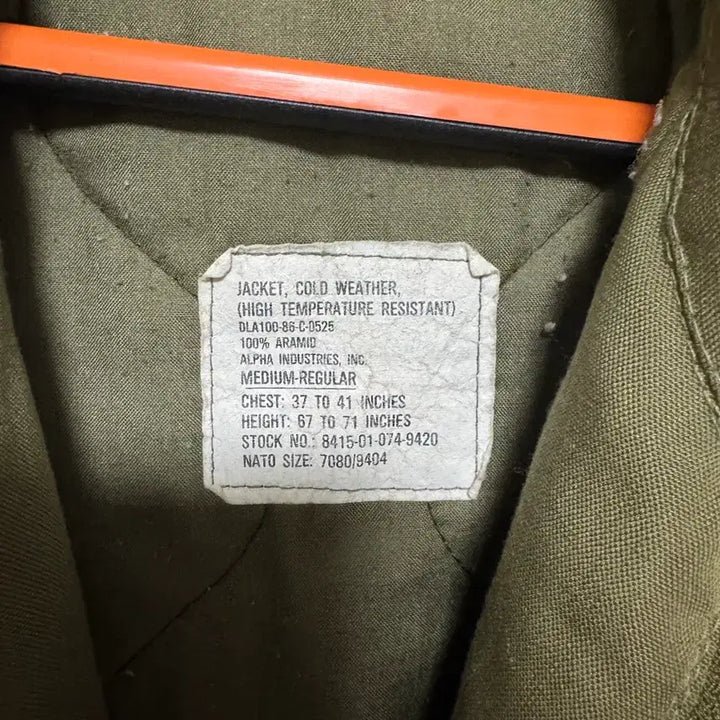 JACKET, COLD WEATHER,
(HIGH TEMPERATURE RESISTANT)
DLA100-86-C-0525
100% ARAMID
ALPHA INDUSTRIES, INC.
MEDIUM-REGULAR
CHEST: 37 TO 41 INCHES
HEIGHT: 67 TO 71 INCHES
STOCK NO.: 8415-01-074-9420
NATO SIZE: 7080/9404